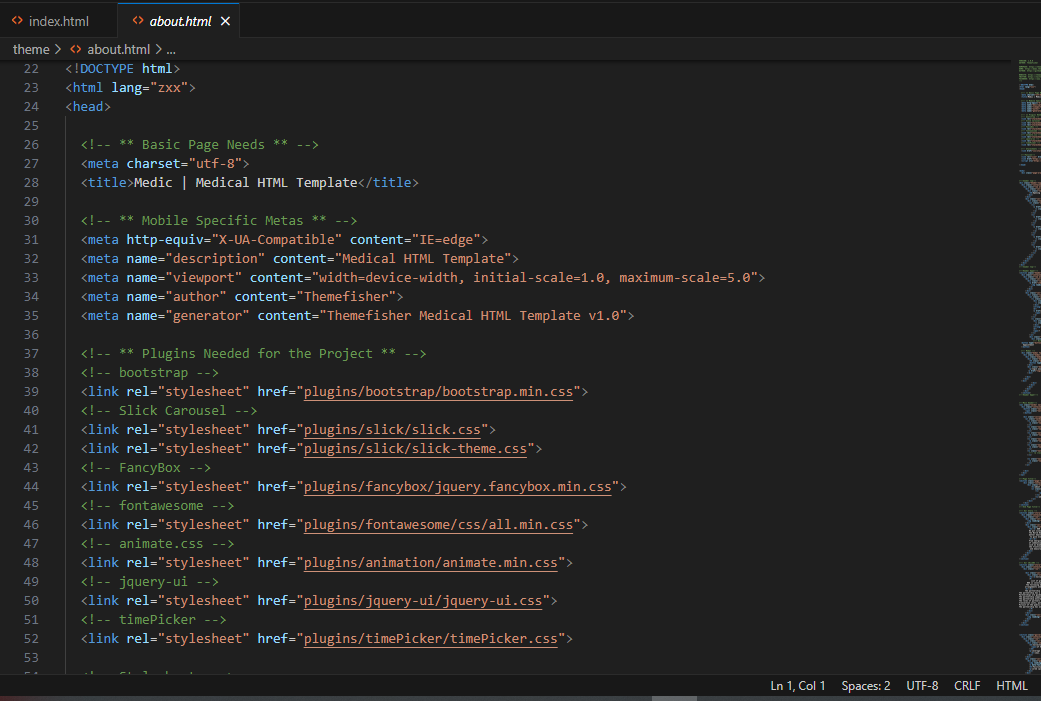 index.html about.html
theme > about.html > ...
22 <!DOCTYPE html>
23 <html lang="zxx">
24 <head>
25
26 <!-- ** Basic Page Needs ** -->
27 <meta charset="utf-8">
28 <title>Medic | Medical HTML Template</title>
29
30 <!-- ** Mobile Specific Metas ** -->
31 <meta http-equiv="X-UA-Compatible" content="IE=edge">
32 <meta name="description" content="Medical HTML Template">
33 <meta name="viewport" content="width=device-width, initial-scale=1.0, maximum-scale=5.0">
34 <meta name="author" content="Themefisher">
35 <meta name="generator" content="Themefisher Medical HTML Template v1.0">
36
37 <!-- ** Plugins Needed for the Project ** -->
38 <!-- bootstrap -->
39 <link rel="stylesheet" href="plugins/bootstrap/bootstrap.min.css">
40 <!-- Slick Carousel -->
41 <link rel="stylesheet" href="plugins/slick/slick.css">
42 <link rel="stylesheet" href="plugins/slick/slick-theme.css">
43 <!-- FancyBox -->
44 <link rel="stylesheet" href="plugins/fancybox/jquery.fancybox.min.css">
45 <!-- fontawesome -->
46 <link rel="stylesheet" href="plugins/fontawesome/css/all.min.css">
47 <!-- animate.css -->
48 <link rel="stylesheet" href="plugins/animation/animate.min.css">
49 <!-- jquery-ui -->
50 <link rel="stylesheet" href="plugins/jquery-ui/jquery-ui.css">
51 <!-- timePicker -->
52 <link rel="stylesheet" href="plugins/timePicker/timePicker.css">
53
Ln 1, Col 1 Spaces: 2 UTF-8 CRLF HTML